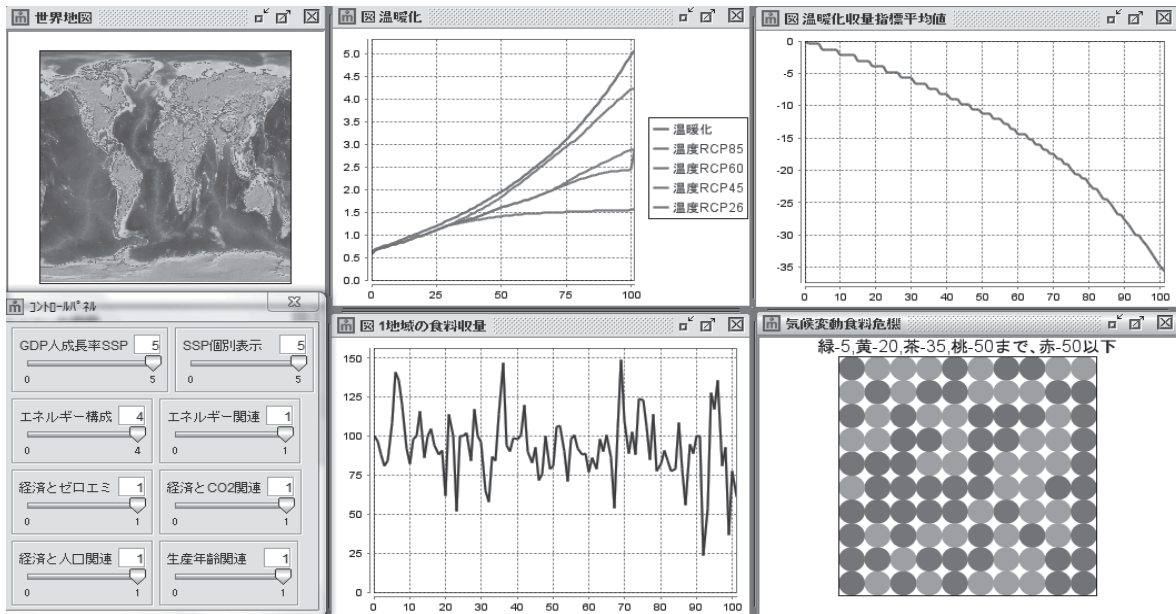 世界地図
図 温暖化
5.0
4.5
4.0
3.5
3.0
2.5
2.0
1.5
1.0
0.5
0.0
0 25 50 75 100
温暖化
温度RCP85
温度RCP60
温度RCP45
温度RCP26
図 温暖化収量指標平均値
0
-5
-10
-15
-20
-25
-30
-35
0 10 20 30 40 50 60 70 80 90 100
コントロールパネル
GDP人成長率SSP 5
0 5
SSP個別表示 5
0 5
エネルギー構成 4
0 4
エネルギー関連 1
0 1
経済とゼロエミ 1
0 1
経済とCO2関連 1
0 1
経済と人口関連 1
0 1
生産年齢関連 1
0 1
図 1地域の食料収量
150
125
100
75
50
25
0
0 10 20 30 40 50 60 70 80 90 100
気候変動食料危機
緑-5,黄-20,茶-35,桃-50まで、赤-50以下